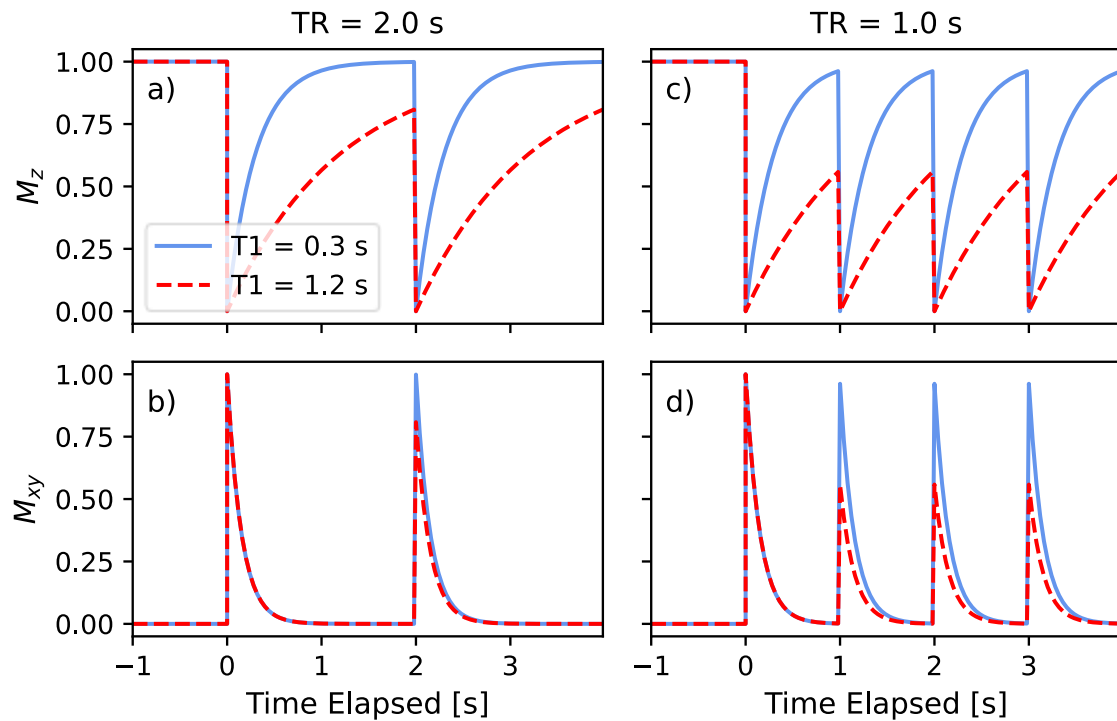 TR = 2.0 s
TR = 1.0 s
1.00
0.75
0.50
0.25
0.00
M_z
a)
T1 = 0.3 s
T1 = 1.2 s
c)
1.00
0.75
0.50
0.25
0.00
M_xy
b)
d)
−1 0 1 2 3
−1 0 1 2 3
Time Elapsed [s]
Time Elapsed [s]